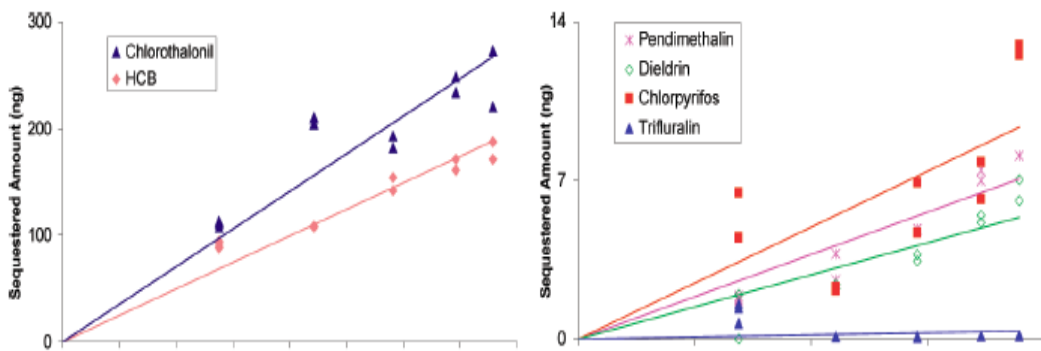 300
200
100
0
Sequestered Amount (ng)
Chlorothalonil
HCB
14
7
0
Sequestered Amount (ng)
Pendimethalin
Dieldrin
Chlorpyrifos
Trifluralin